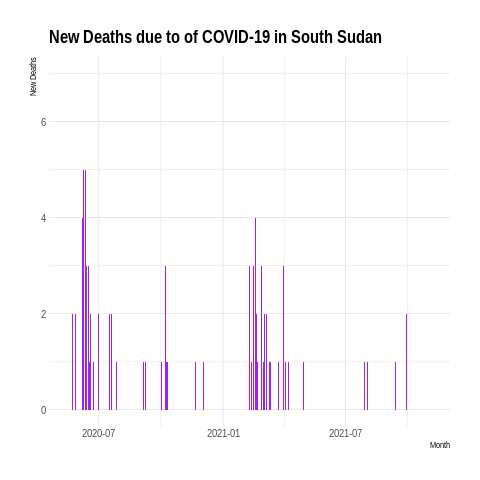 New Deaths due to of COVID-19 in South Sudan
New Deaths
6
4
2
0
2020-07 2021-01 2021-07
Month